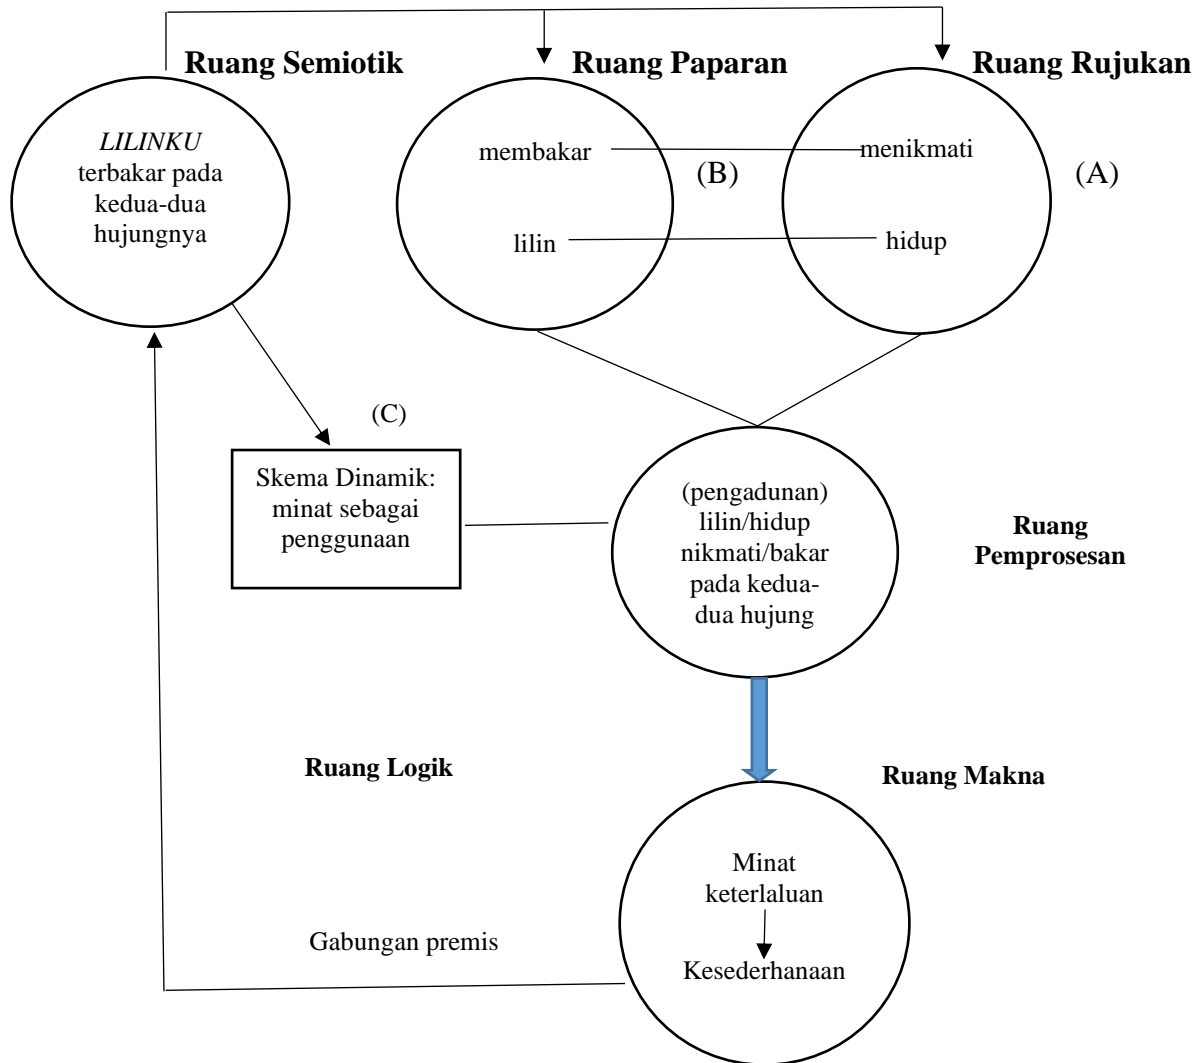 Ruang Semiotik
Ruang Paparan
Ruang Rujukan
LILINKU
terbakar pada
kedua-dua
hujungnya
membakar
menikmati
(B)
(A)
lilin
hidup
(C)
Skema Dinamik:
minat sebagai
penggunaan
(pengadunan)
lilin/hidup
nikmati/bakar
pada kedua-
dua hujung
Ruang
Pemprosesan
Ruang Logik
Ruang Makna
Minat
keterlaluan
Gabungan premis
Kesederhanaan